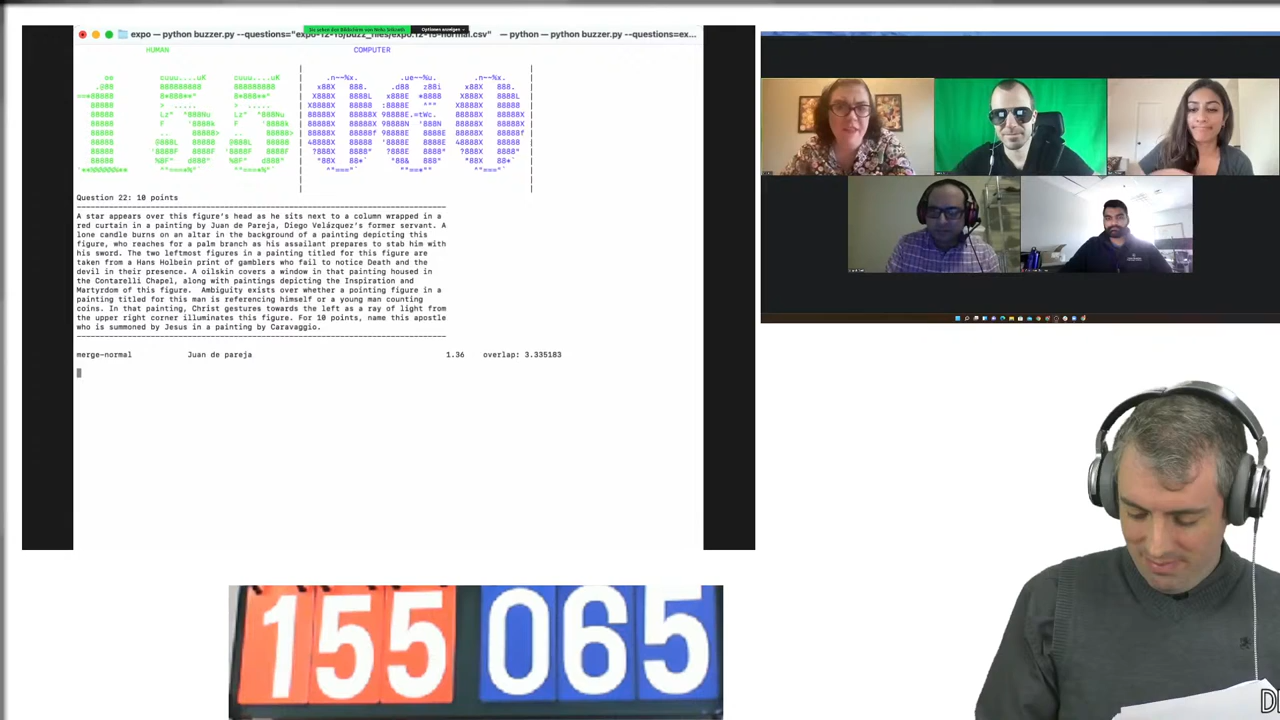 expo — python buzzer.py --questions="expo-12-15/buzz_files/expo.12-15-normal.csv" — python — python buzzer.py --questions=ex...
Optionen anzeigen
HUMAN COMPUTER
155 065
Question 22: 10 points
A star appears over this figure's head as he sits next to a column wrapped in a
red curtain in a painting by Juan de Pareja, Diego Velázquez's former servant. A
lone candle burns on an altar in the background of a painting depicting this
figure, who reaches for a palm branch as his assailant prepares to stab him with
his sword. The two leftmost figures in a painting titled for this figure are
taken from a Hans Holbein print of gamblers who fail to notice Death and the
devil in their presence. A oilskin covers a window in that painting housed in
the Contarelli Chapel, along with paintings depicting the Inspiration and
Martyrdom of this figure. Ambiguity exists over whether a pointing figure in a
painting titled for this man is referencing himself or a young man counting
coins. In that painting, Christ gestures towards the left as a ray of light from
the upper right corner illuminates this figure. For 10 points, name this apostle
who is summoned by Jesus in a painting by Caravaggio.
merge-normal Juan de pareja 1.36 overlap: 3.335183
155 065